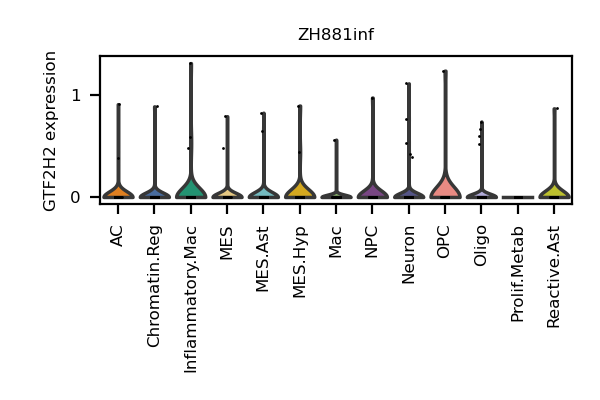 ZH881inf
GTF2H2 expression
1
0
AC
Chromatin.Reg
Inflammatory.Mac
MES
MES.Ast
MES.Hyp
Mac
NPC
Neuron
OPC
Oligo
Prolif.Metab
Reactive.Ast